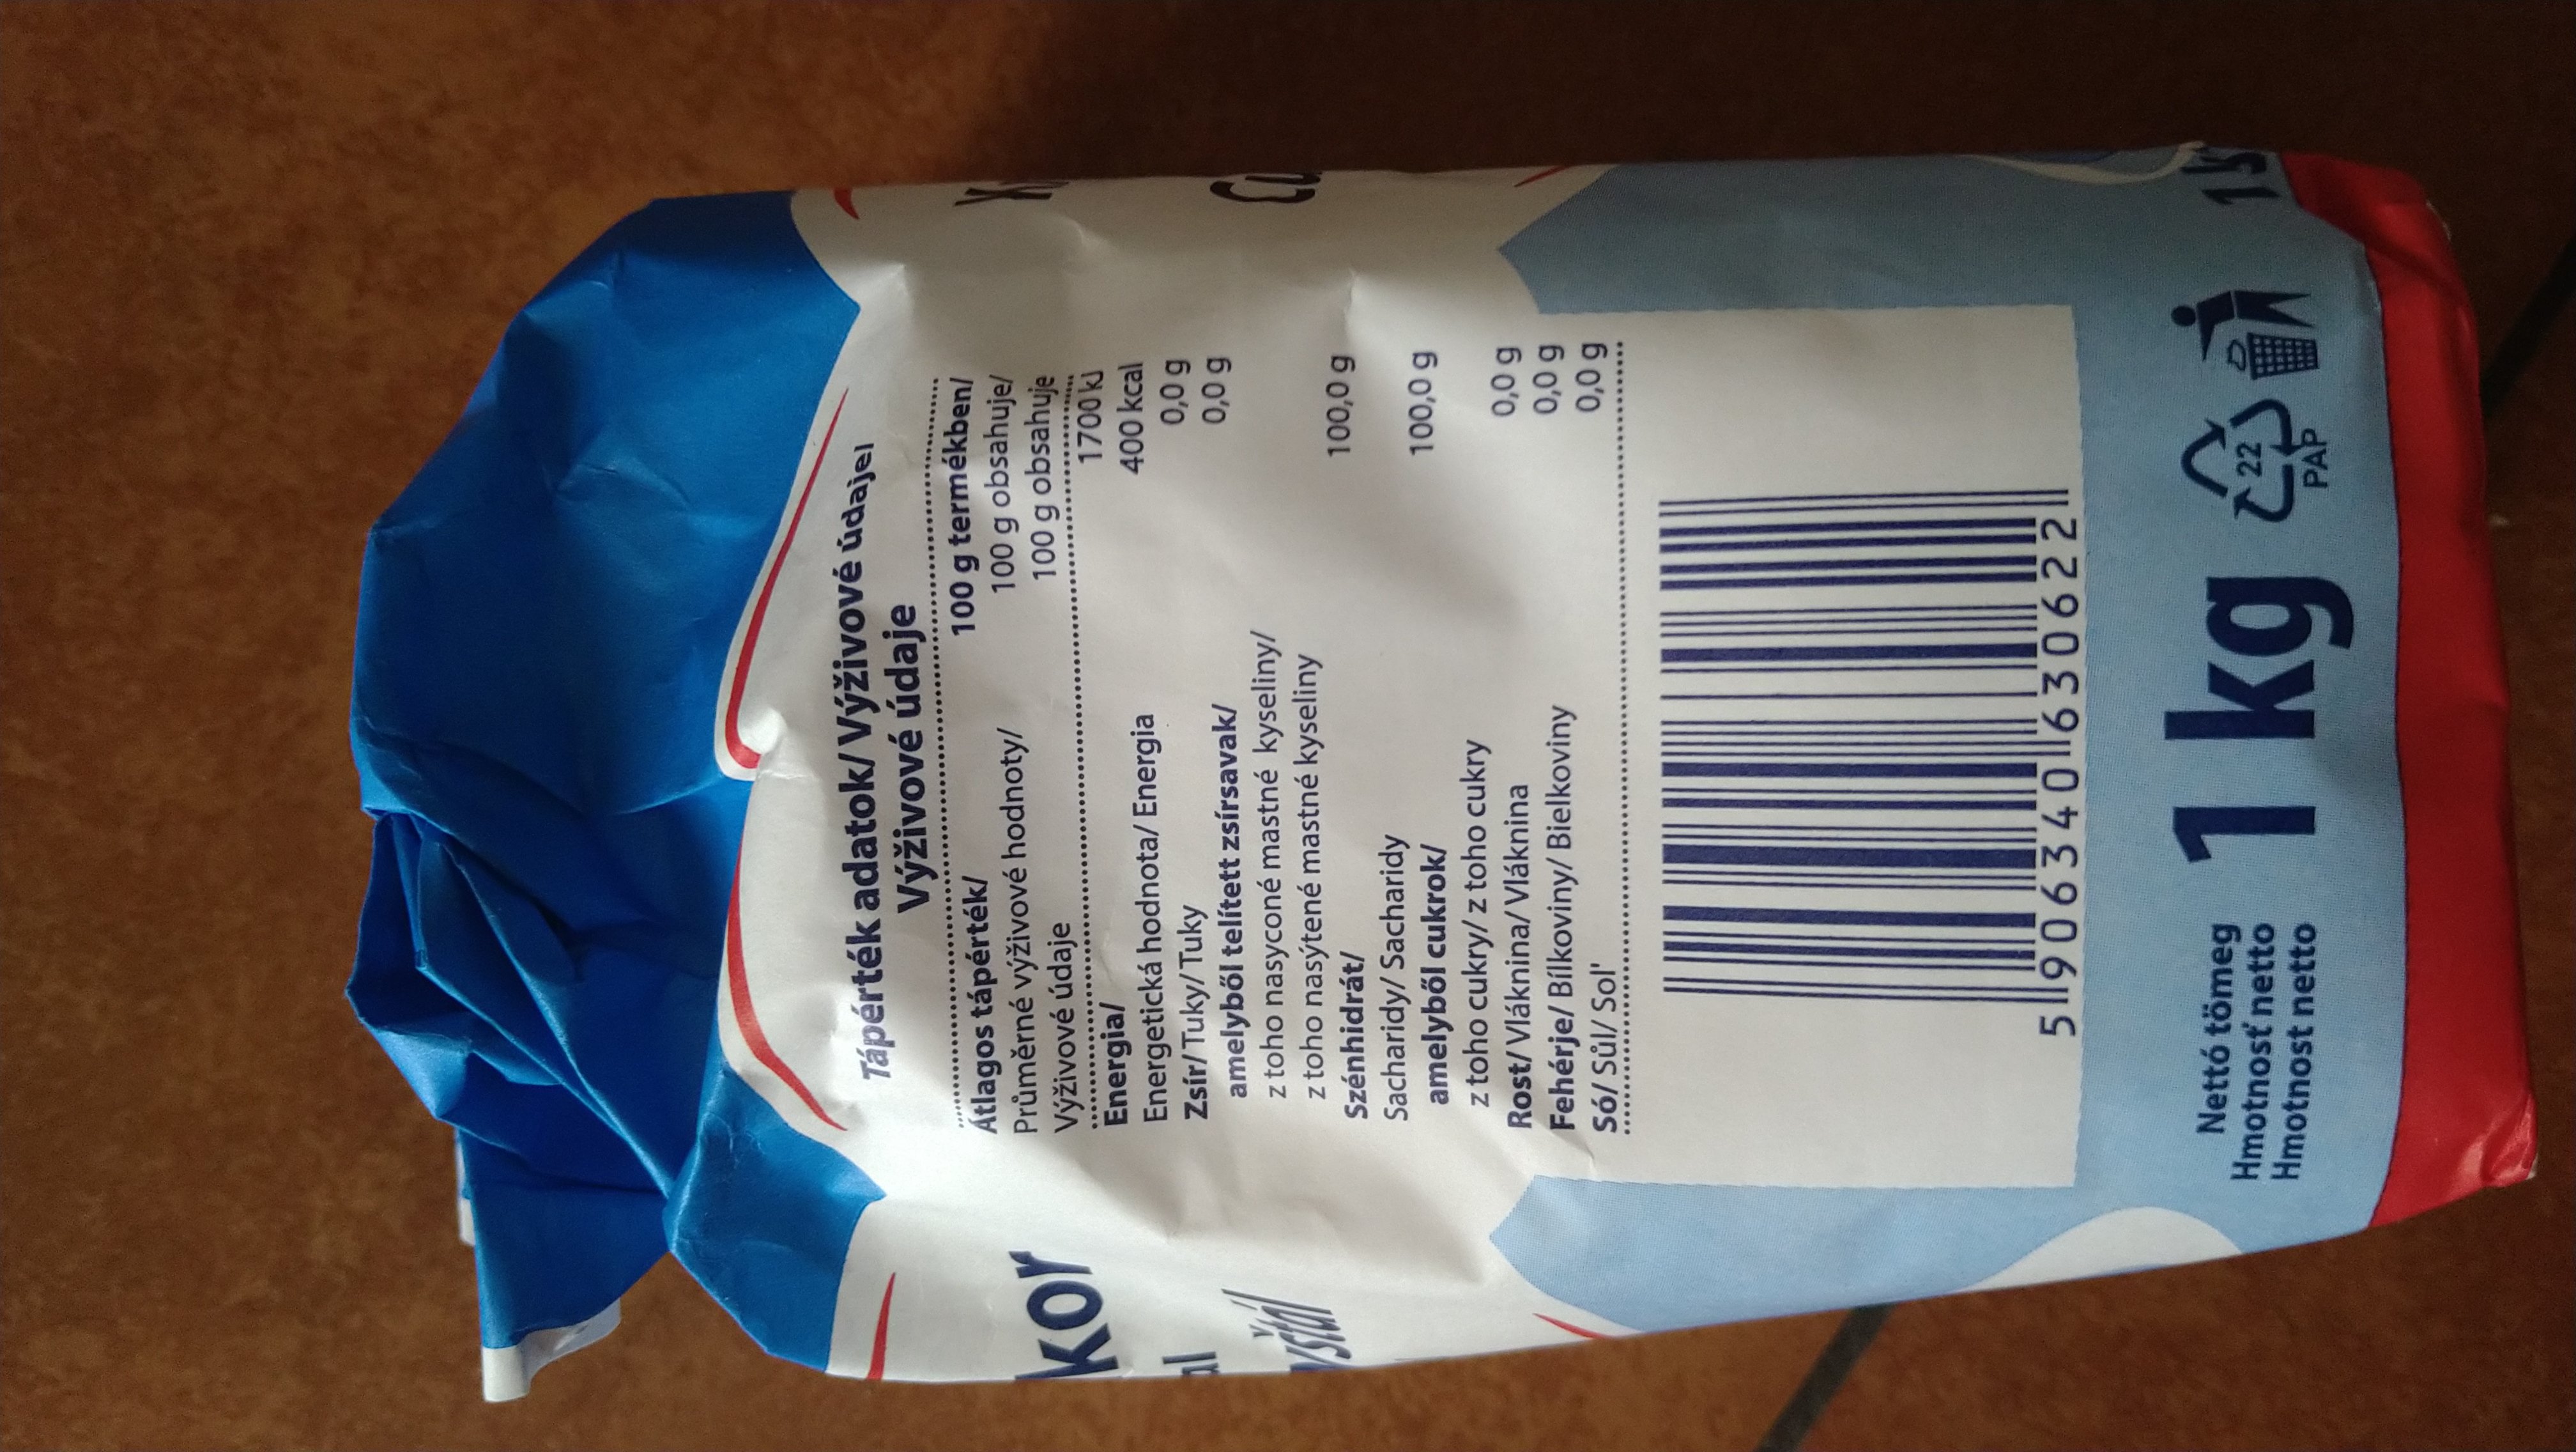 Tápérték adatok/ Výživové údaje/
Výživové údaje
Átlagos tápérték/ 100 g termékben/
Průměrné výživové hodnoty/ 100 g obsahuje/
Výživové údaje 100 g obsahuje
Energia/ 1700 kJ
Energetická hodnota/ Energia 400 kcal
Zsír/ Tuky/ Tuky 0,0 g
amelyből telített zsírsavak/ 0,0 g
z toho nasyconé mastné kyseliny/
z toho nasýtené mastné kyseliny
Szénhidrát/ 100,0 g
Sacharidy/ Sacharidy
amelyből cukrok/ 100,0 g
z toho cukry/ z toho cukry
Rost/ Vláknina/ Vláknina 0,0 g
Fehérje/ Bílkoviny/ Bielkoviny 0,0 g
Só/ Sůl/ Sol' 0,0 g
5 906340 630622
Nettó tömeg
Hmotnosť netto
Hmotnost netto
1 kg
22
PAP